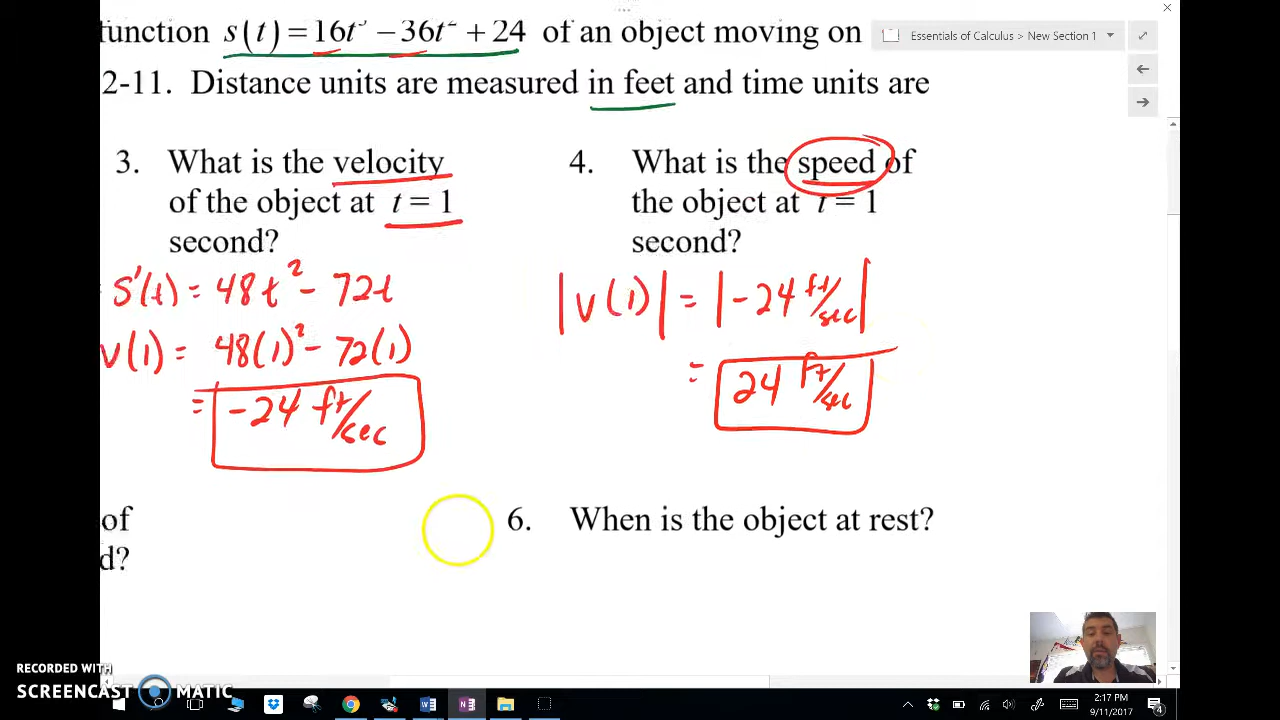 function s(t) = 16t³ − 36t² + 24 of an object moving on
Essentials of Calculus > New Section 1
2-11. Distance units are measured in feet and time units are
3. What is the velocity
of the object at t = 1
second?
s'(t) = 48t² − 72t
v(1) = 48(1)² − 72(1)
= −24 ft/sec
4. What is the speed of
the object at t = 1
second?
|v(1)| = |−24 ft/sec|
= 24 ft/sec
of
d?
6. When is the object at rest?
RECORDED WITH
SCREENCAST MATIC
2:17 PM
9/11/2017
4